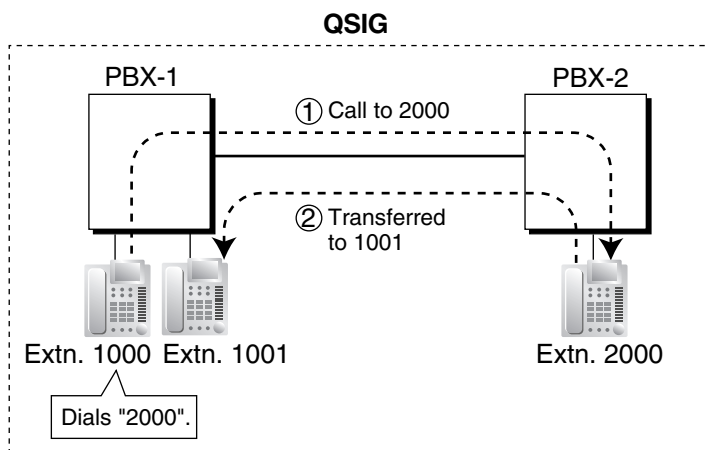 QSIG
PBX-1
PBX-2
① Call to 2000
② Transferred
to 1001
Extn. 1000
Extn. 1001
Extn. 2000
Dials "2000".